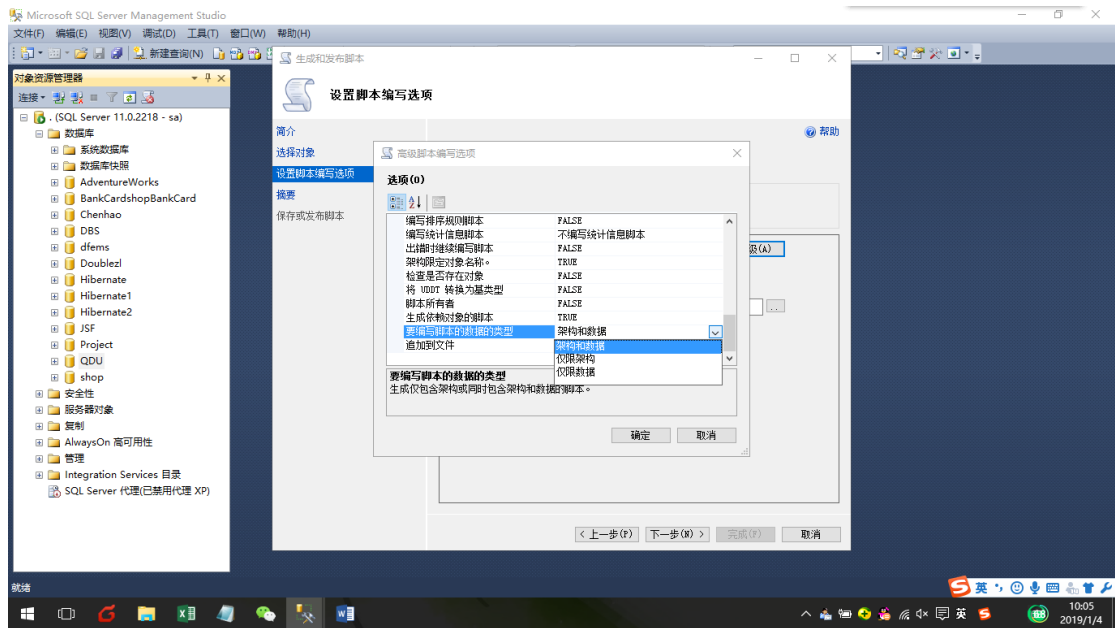 Microsoft SQL Server Management Studio
文件(F) 编辑(E) 视图(V) 调试(D) 工具(T) 窗口(W) 帮助(H)
新建查询(N)
对象资源管理器
连接
. (SQL Server 11.0.2218 - sa)
数据库
系统数据库
数据库快照
AdventureWorks
BankCardshopBankCard
Chenhao
DBS
dfems
Doublezl
Hibernate
Hibernate1
Hibernate2
JSF
Project
QDU
shop
安全性
服务器对象
复制
AlwaysOn 高可用性
管理
Integration Services 目录
SQL Server 代理(已禁用代理 XP)
生成和发布脚本
设置脚本编写选项
简介
选择对象
设置脚本编写选项
摘要
保存或发布脚本
帮助
级(A)
..
高级脚本编写选项
选项(O)
编写排序规则脚本 FALSE
编写统计信息脚本 不编写统计信息脚本
出错时继续编写脚本 FALSE
架构限定对象名称。 TRUE
检查是否存在对象 FALSE
将 UDDT 转换为基类型 FALSE
脚本所有者 FALSE
生成依赖对象的脚本 TRUE
要编写脚本的数据的类型 架构和数据
追加到文件
架构和数据
仅限架构
仅限数据
要编写脚本的数据的类型
生成仅包含架构或同时包含架构和数据的脚本。
确定 取消
< 上一步(P) 下一步(N) > 完成(F) 取消
就绪
英
英
10:05
2019/1/4